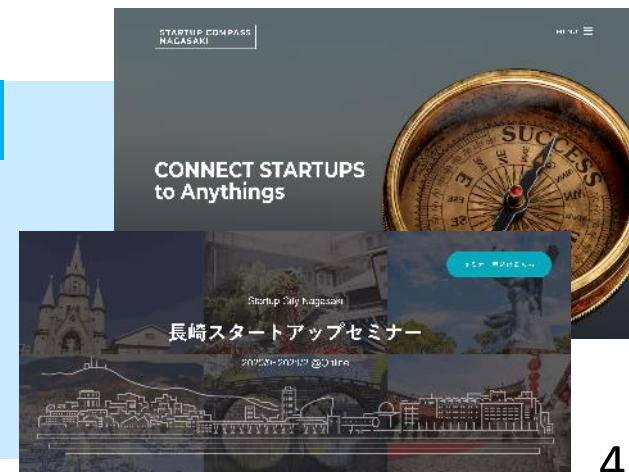 STARTUP COMPASS
NAGASAKI
MENU
SUCCESS
CONNECT STARTUPS
to Anythings
Startup City Nagasaki
長崎スタートアップセミナー
@Online
4